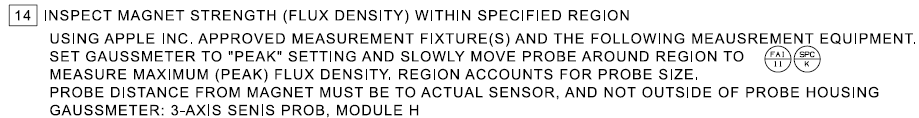 14 INSPECT MAGNET STRENGTH (FLUX DENSITY) WITHIN SPECIFIED REGION
USING APPLE INC. APPROVED MEASUREMENT FIXTURE(S) AND THE FOLLOWING MEAUSREMENT EQUIPMENT.
SET GAUSSMETER TO "PEAK" SETTING AND SLOWLY MOVE PROBE AROUND REGION TO FAI 11 SPC K
MEASURE MAXIMUM (PEAK) FLUX DENSITY. REGION ACCOUNTS FOR PROBE SIZE.
PROBE DISTANCE FROM MAGNET MUST BE TO ACTUAL SENSOR, AND NOT OUTSIDE OF PROBE HOUSING
GAUSSMETER: 3-AXIS SENIS PROB, MODULE H